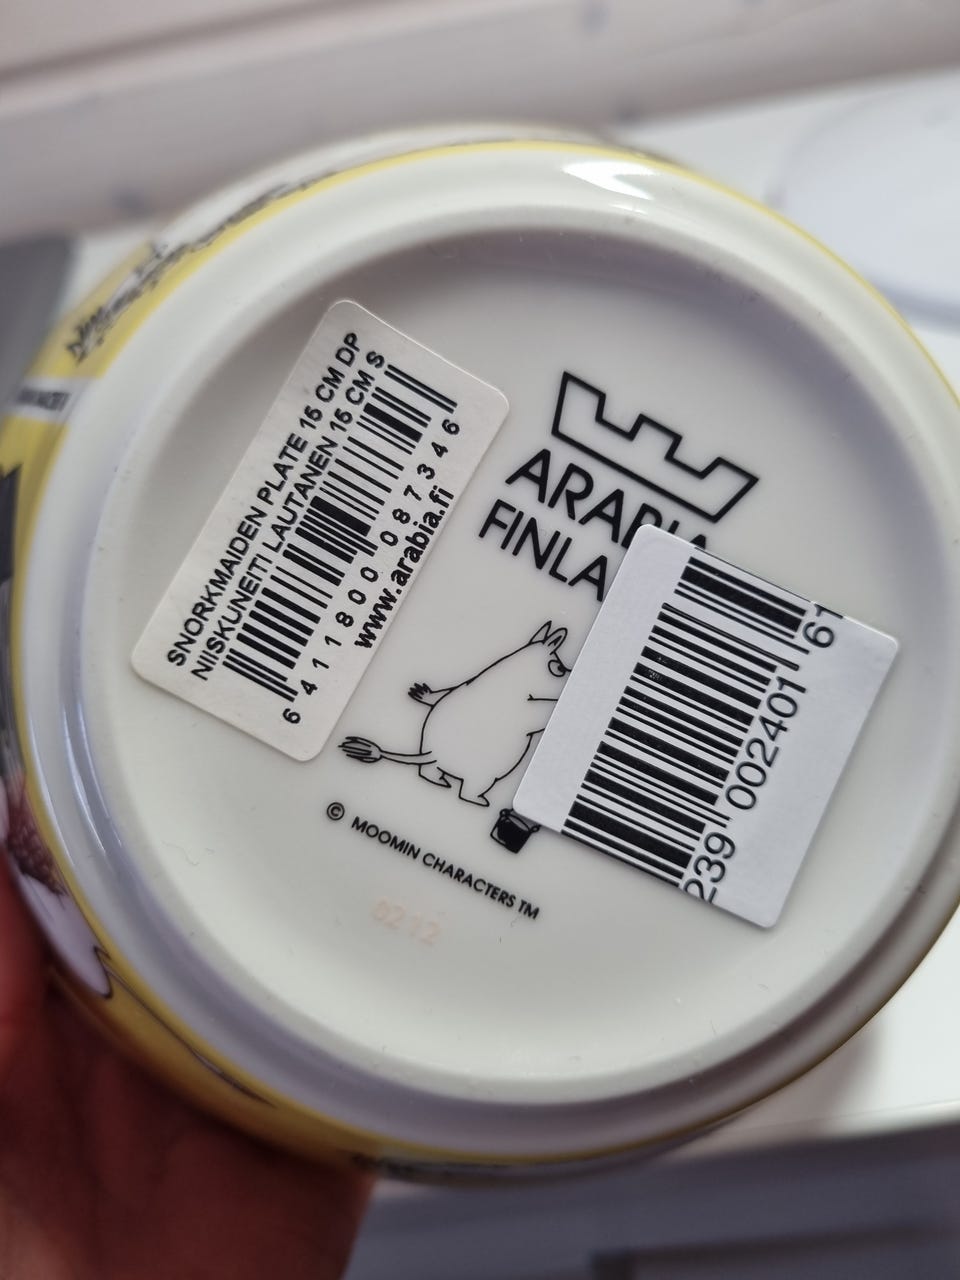 SNORKMAIDEN PLATE 15 CM DP
NIISKUNEITI LAUTANEN 15 CM S
6 411800 087346
www.arabia.fi
ARABIA
FINLA
© MOOMIN CHARACTERS TM
0212
239 002401 61